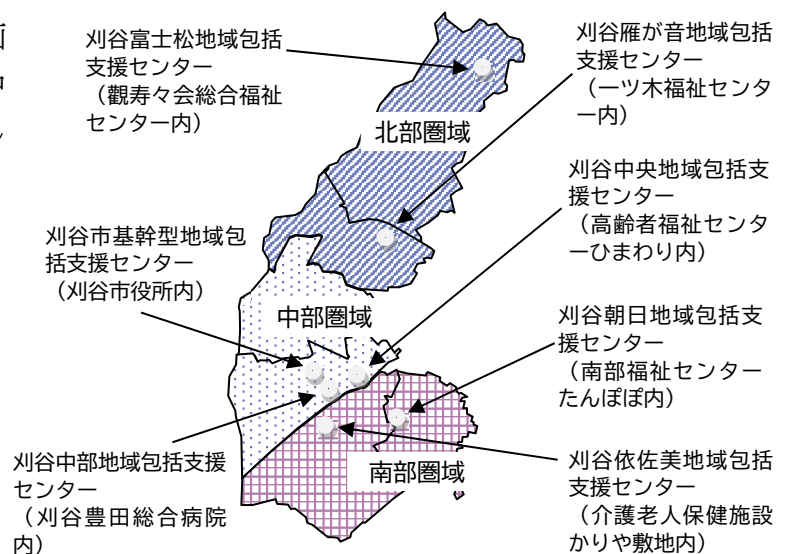 刈谷富士松地域包括
支援センター
（觀寿々会総合福祉
センター内）
刈谷雁が音地域包括
支援センター
（一ツ木福祉センタ
ー内）
北部圏域
刈谷中央地域包括支
援センター
（高齢者福祉センタ
ーひまわり内）
刈谷市基幹型地域包
括支援センター
（刈谷市役所内）
中部圏域
刈谷朝日地域包括支
援センター
（南部福祉センター
たんぽぽ内）
刈谷中部地域包括支援
センター
（刈谷豊田総合病院
内）
南部圏域
刈谷依佐美地域包括
支援センター
（介護老人保健施設
かりや敷地内）